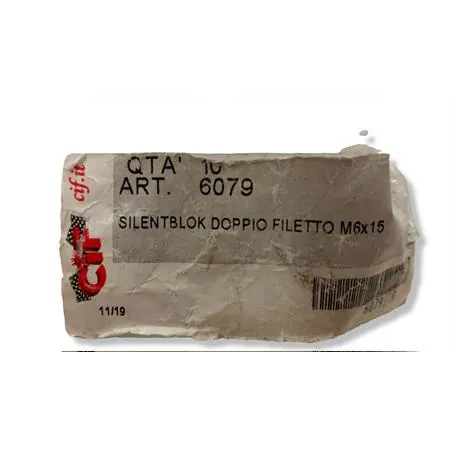 QTA' 10
ART. 6079
SILENTBLOK DOPPIO FILETTO M6x15
cif.it
CIF
11/19